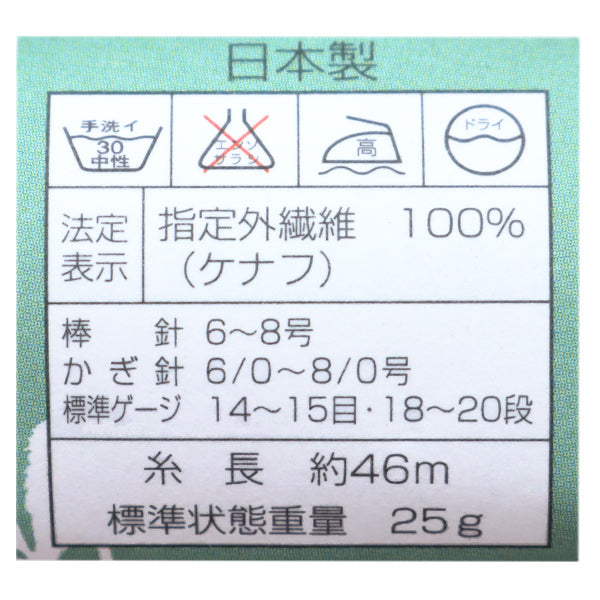 日本製
手洗イ
30
中性
エンソ
サラシ
高
ドライ
法定
表示
指定外繊維 100%
(ケナフ)
棒 針 6～8号
かぎ針 6/0～8/0号
標準ゲージ 14～15目・18～20段
糸 長 約46m
標準状態重量 25g